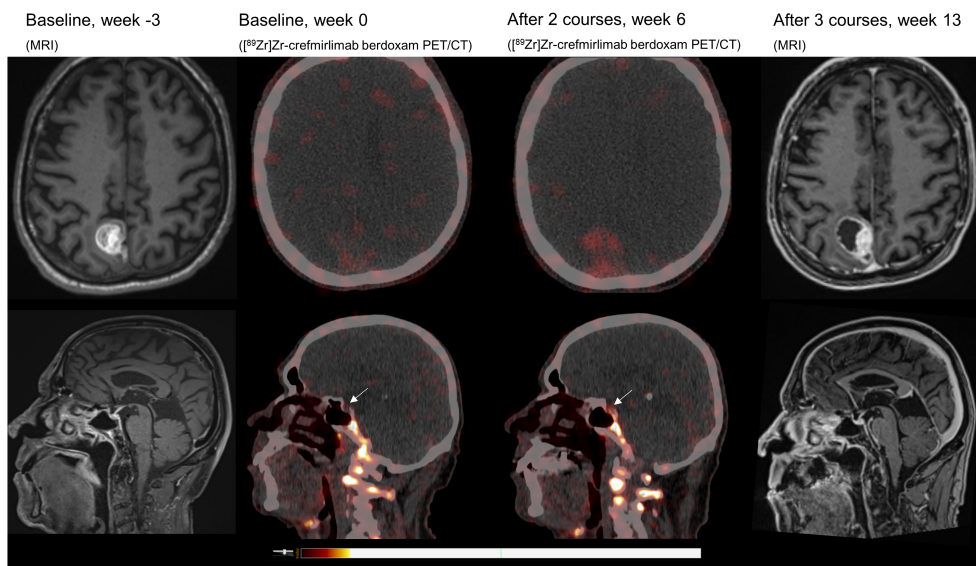 Baseline, week -3
(MRI)
Baseline, week 0
([⁸⁹Zr]Zr-crefmirlimab berdoxam PET/CT)
After 2 courses, week 6
([⁸⁹Zr]Zr-crefmirlimab berdoxam PET/CT)
After 3 courses, week 13
(MRI)